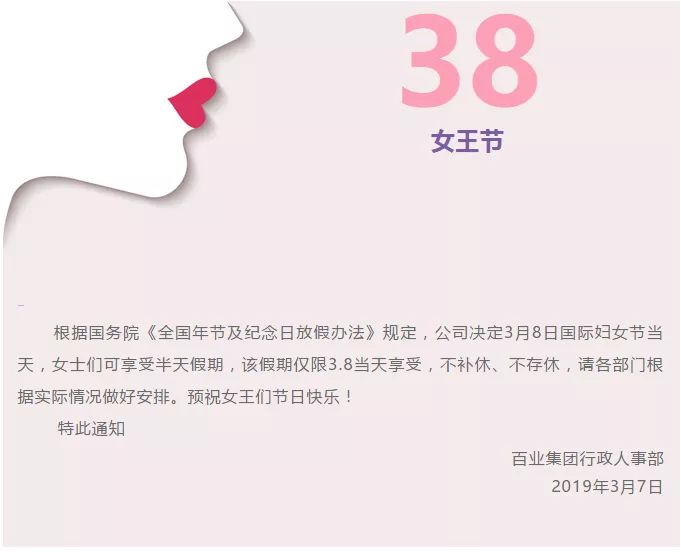 38
女王节
根据国务院《全国年节及纪念日放假办法》规定，公司决定3月8日国际妇女节当
天，女士们可享受半天假期，该假期仅限3.8当天享受，不补休、不存休，请各部门根
据实际情况做好安排。预祝女王们节日快乐！
特此通知
百业集团行政人事部
2019年3月7日